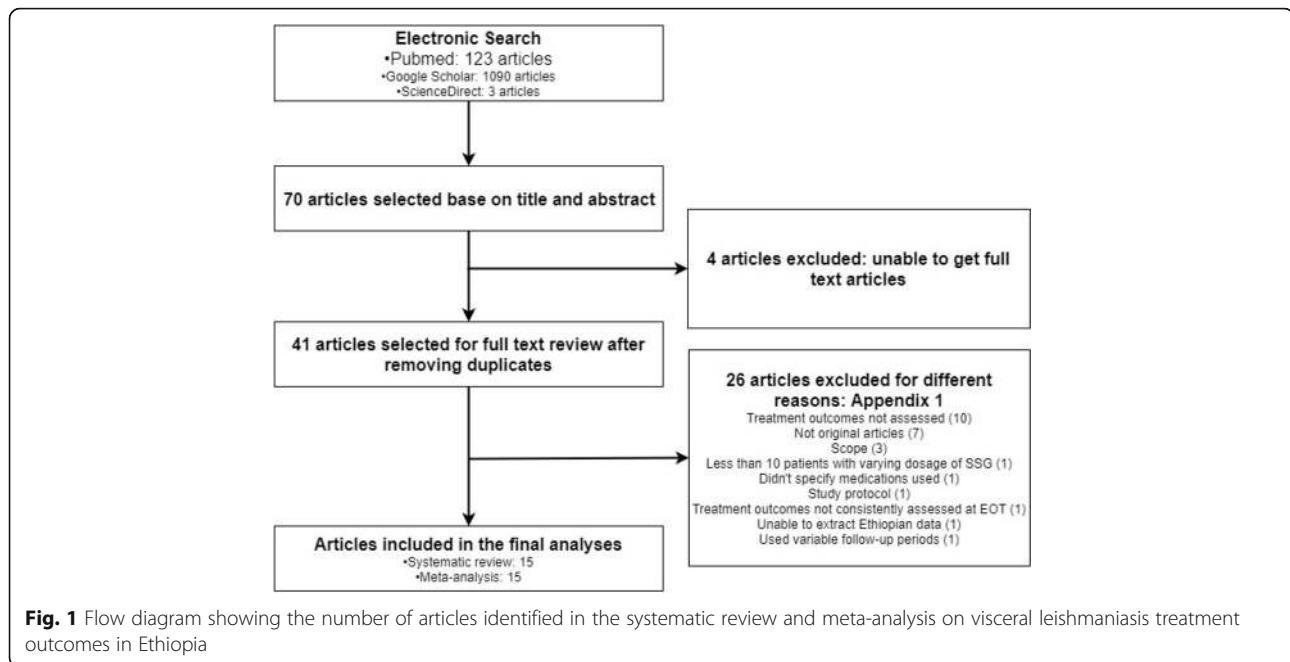 Electronic Search
•Pubmed: 123 articles
•Google Scholar: 1090 articles
•ScienceDirect: 3 articles
70 articles selected base on title and abstract
4 articles excluded: unable to get full
text articles
41 articles selected for full text review after
removing duplicates
26 articles excluded for different
reasons: Appendix 1
Treatment outcomes not assessed (10)
Not original articles (7)
Scope (3)
Less than 10 patients with varying dosage of SSG (1)
Didn't specify medications used (1)
Study protocol (1)
Treatment outcomes not consistently assessed at EOT (1)
Unable to extract Ethiopian data (1)
Used variable follow-up periods (1)
Articles included in the final analyses
•Systematic review: 15
•Meta-analysis: 15
Fig. 1 Flow diagram showing the number of articles identified in the systematic review and meta-analysis on visceral leishmaniasis treatment
outcomes in Ethiopia